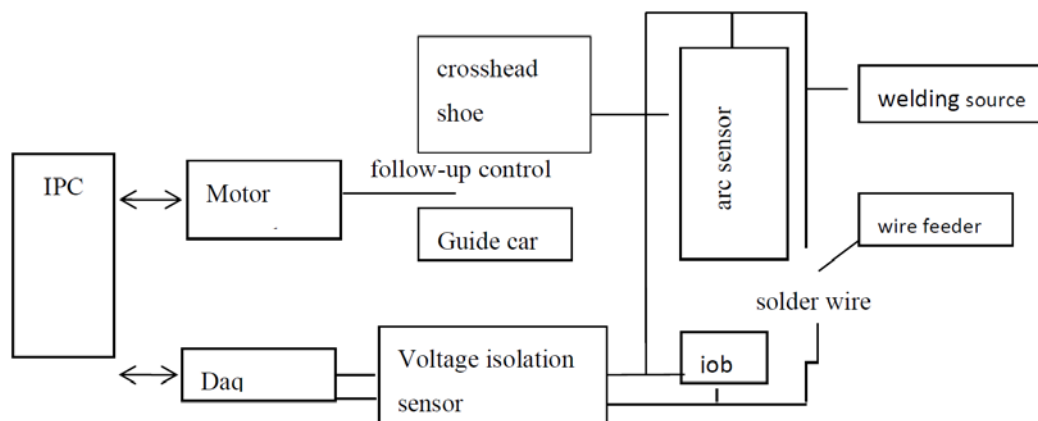 crosshead
shoe
arc sensor
welding source
IPC
Motor
follow-up control
Guide car
wire feeder
solder wire
Daq
Voltage isolation
sensor
iob